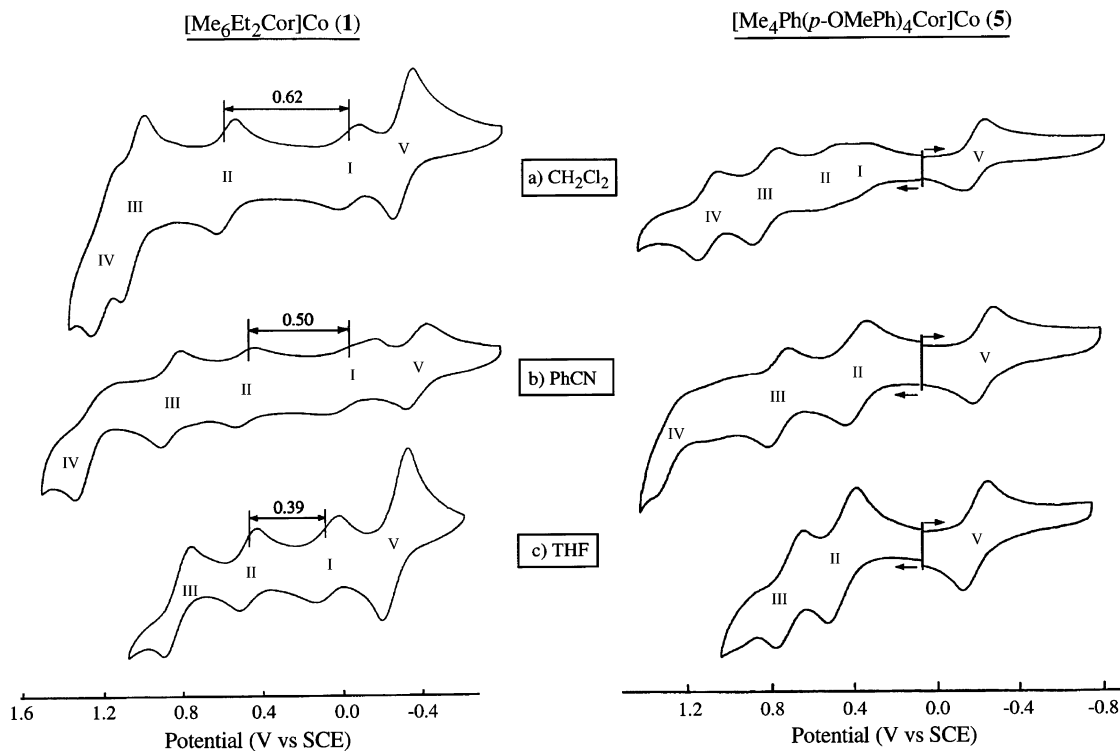 [Me6Et2Cor]Co (1)
[Me4Ph(p-OMePh)4Cor]Co (5)
0.62
I
II
III
IV
V
a) CH2Cl2
I
II
III
IV
V
0.50
I
II
III
IV
V
b) PhCN
II
III
IV
V
0.39
I
II
III
V
c) THF
II
III
V
1.6 1.2 0.8 0.4 0.0 -0.4
1.2 0.8 0.4 0.0 -0.4 -0.8
Potential (V vs SCE)
Potential (V vs SCE)